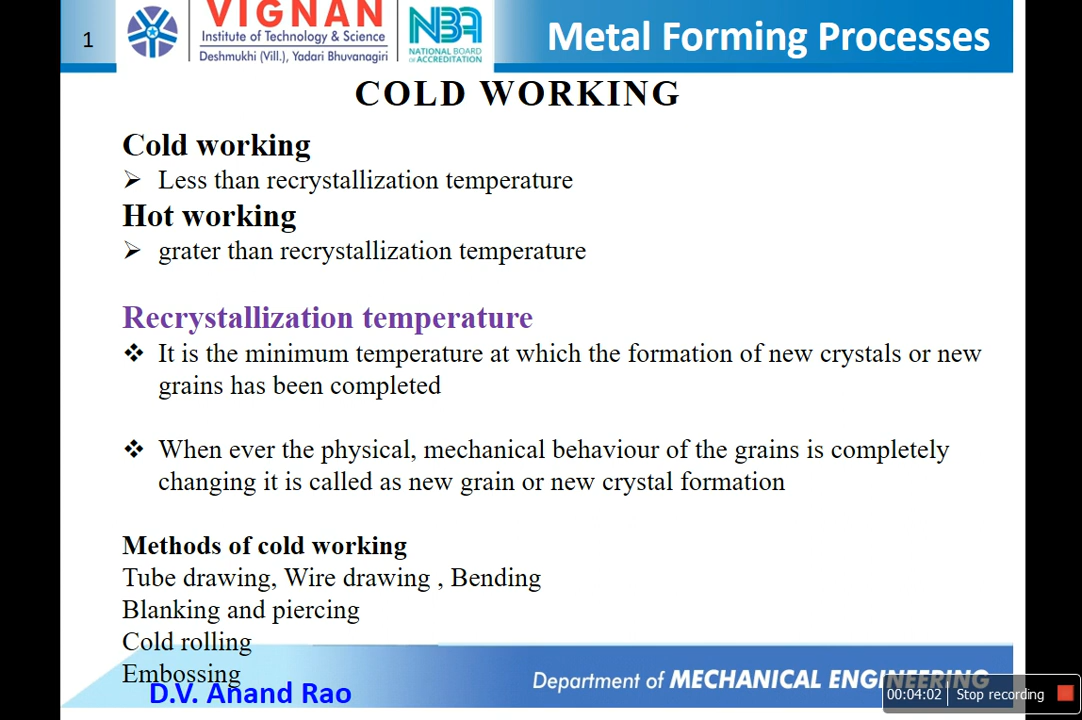 1
VIGNAN
Institute of Technology & Science
Deshmukhi (Vill.), Yadari Bhuvanagiri
NBA
NATIONAL BOARD
OF ACCREDITATION
Metal Forming Processes
COLD WORKING
Cold working
➢ Less than recrystallization temperature
Hot working
➢ grater than recrystallization temperature
Recrystallization temperature
❖ It is the minimum temperature at which the formation of new crystals or new
grains has been completed
❖ When ever the physical, mechanical behaviour of the grains is completely
changing it is called as new grain or new crystal formation
Methods of cold working
Tube drawing, Wire drawing , Bending
Blanking and piercing
Cold rolling
Embossing
D.V. Anand Rao
Department of MECHANICAL ENGINEERING
00:04:02 Stop recording